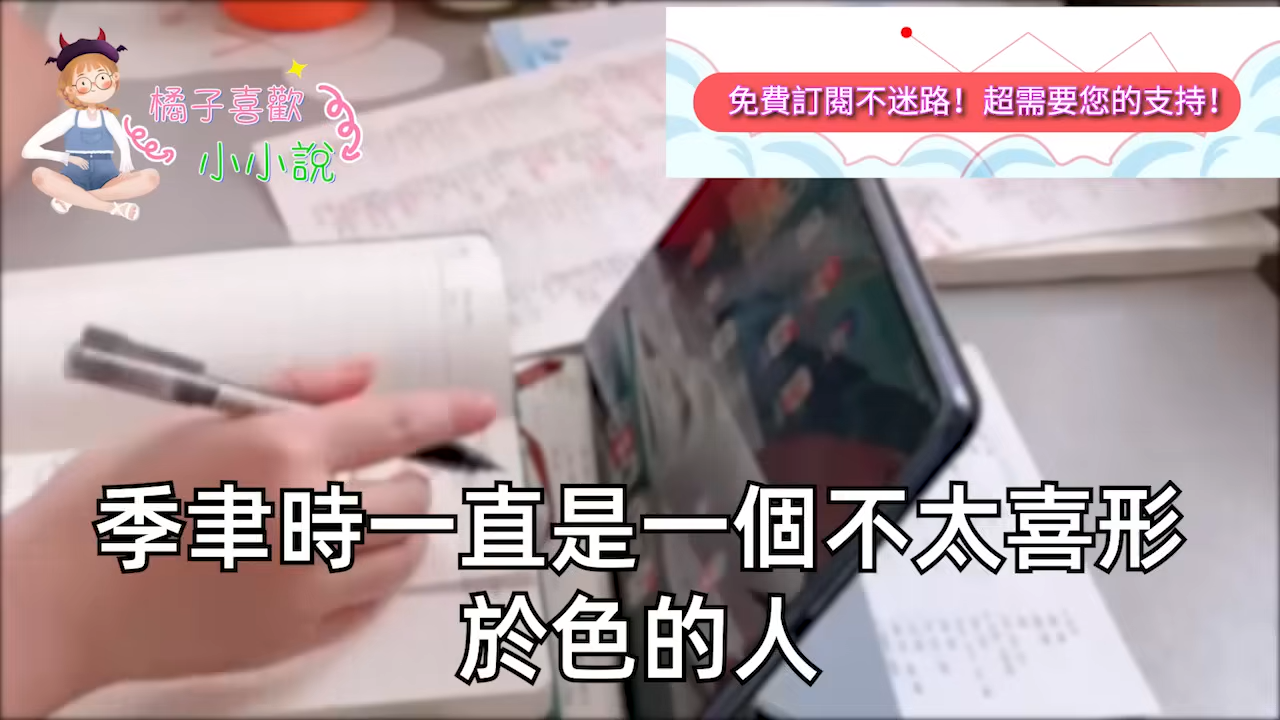 橘子喜歡
小小說
免費訂閱不迷路！超需要您的支持！
季聿時一直是一個不太喜形
於色的人